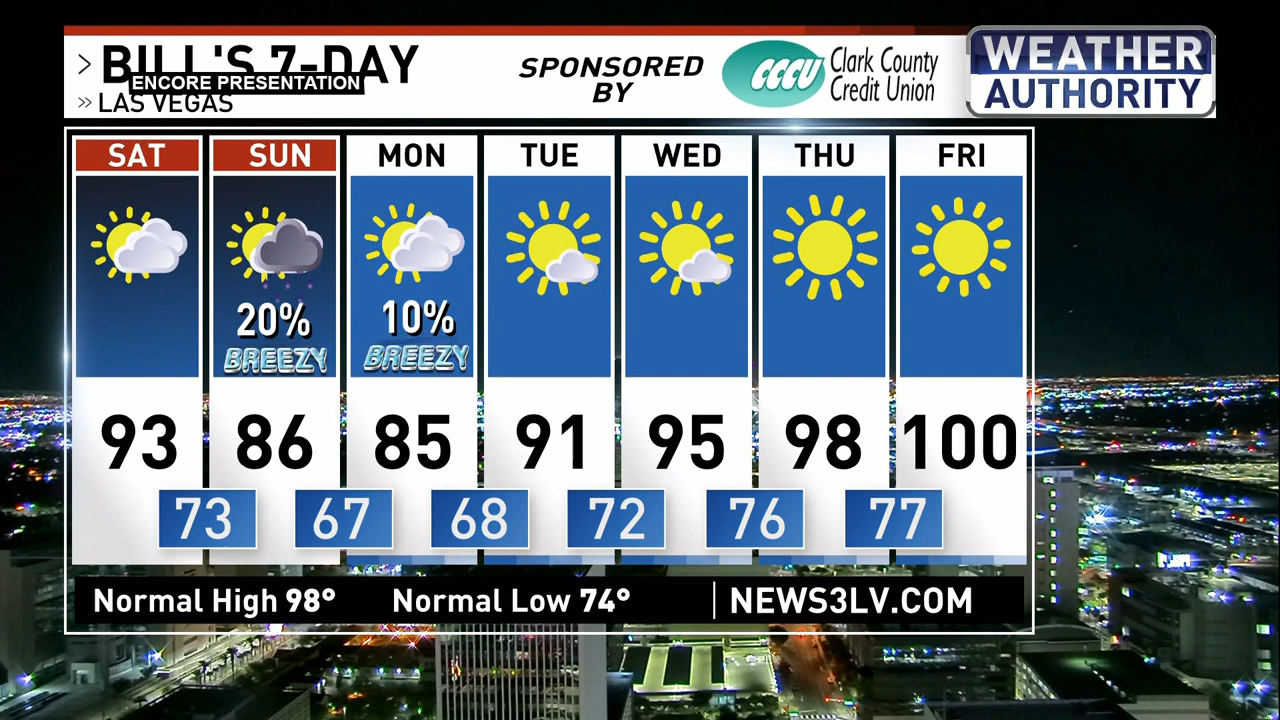 > BILL'S 7-DAY
ENCORE PRESENTATION
» LAS VEGAS
SPONSORED
BY
CCCU
Clark County
Credit Union
WEATHER
AUTHORITY
SAT SUN MON TUE WED THU FRI
20% 10%
BREEZY BREEZY
93 86 85 91 95 98 100
73 67 68 72 76 77
Normal High 98° Normal Low 74° | NEWS3LV.COM